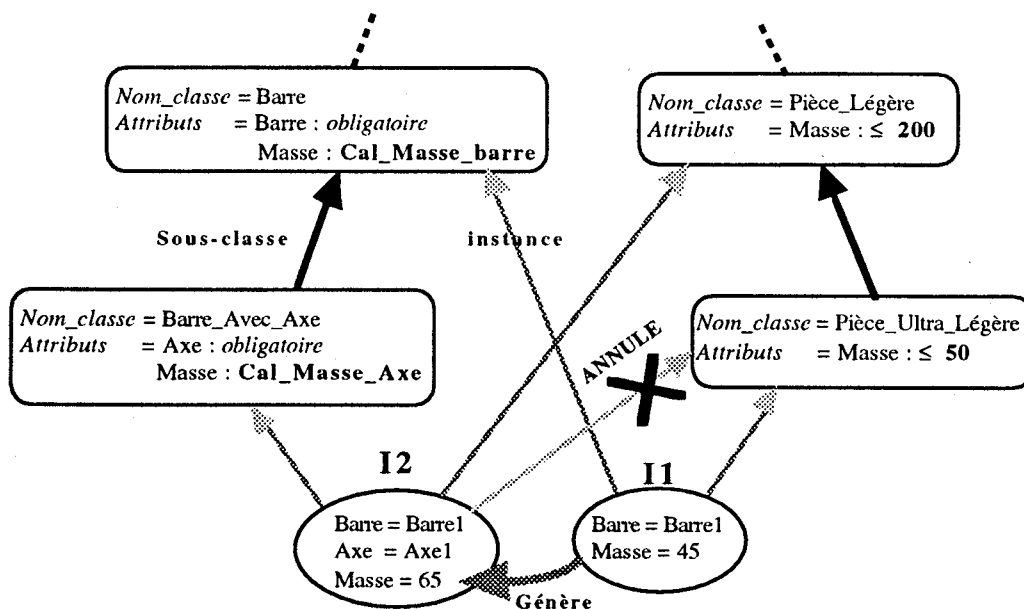 Nom_classe = Barre
Attributs = Barre : obligatoire
Masse : Cal_Masse_barre
Nom_classe = Pièce_Légère
Attributs = Masse : ≤ 200
Sous-classe
instance
Nom_classe = Barre_Avec_Axe
Attributs = Axe : obligatoire
Masse : Cal_Masse_Axe
ANNULE
Nom_classe = Pièce_Ultra_Légère
Attributs = Masse : ≤ 50
I2
Barre = Barre1
Axe = Axe1
Masse = 65
I1
Barre = Barre1
Masse = 45
Génère